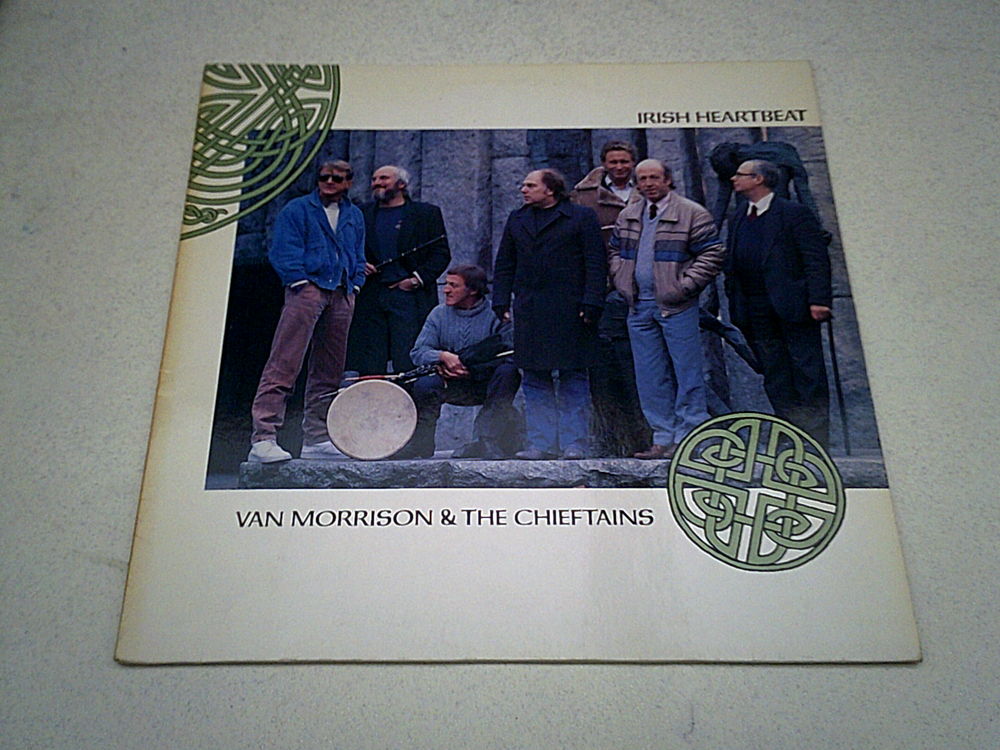 IRISH HEARTBEAT
VAN MORRISON & THE CHIEFTAINS